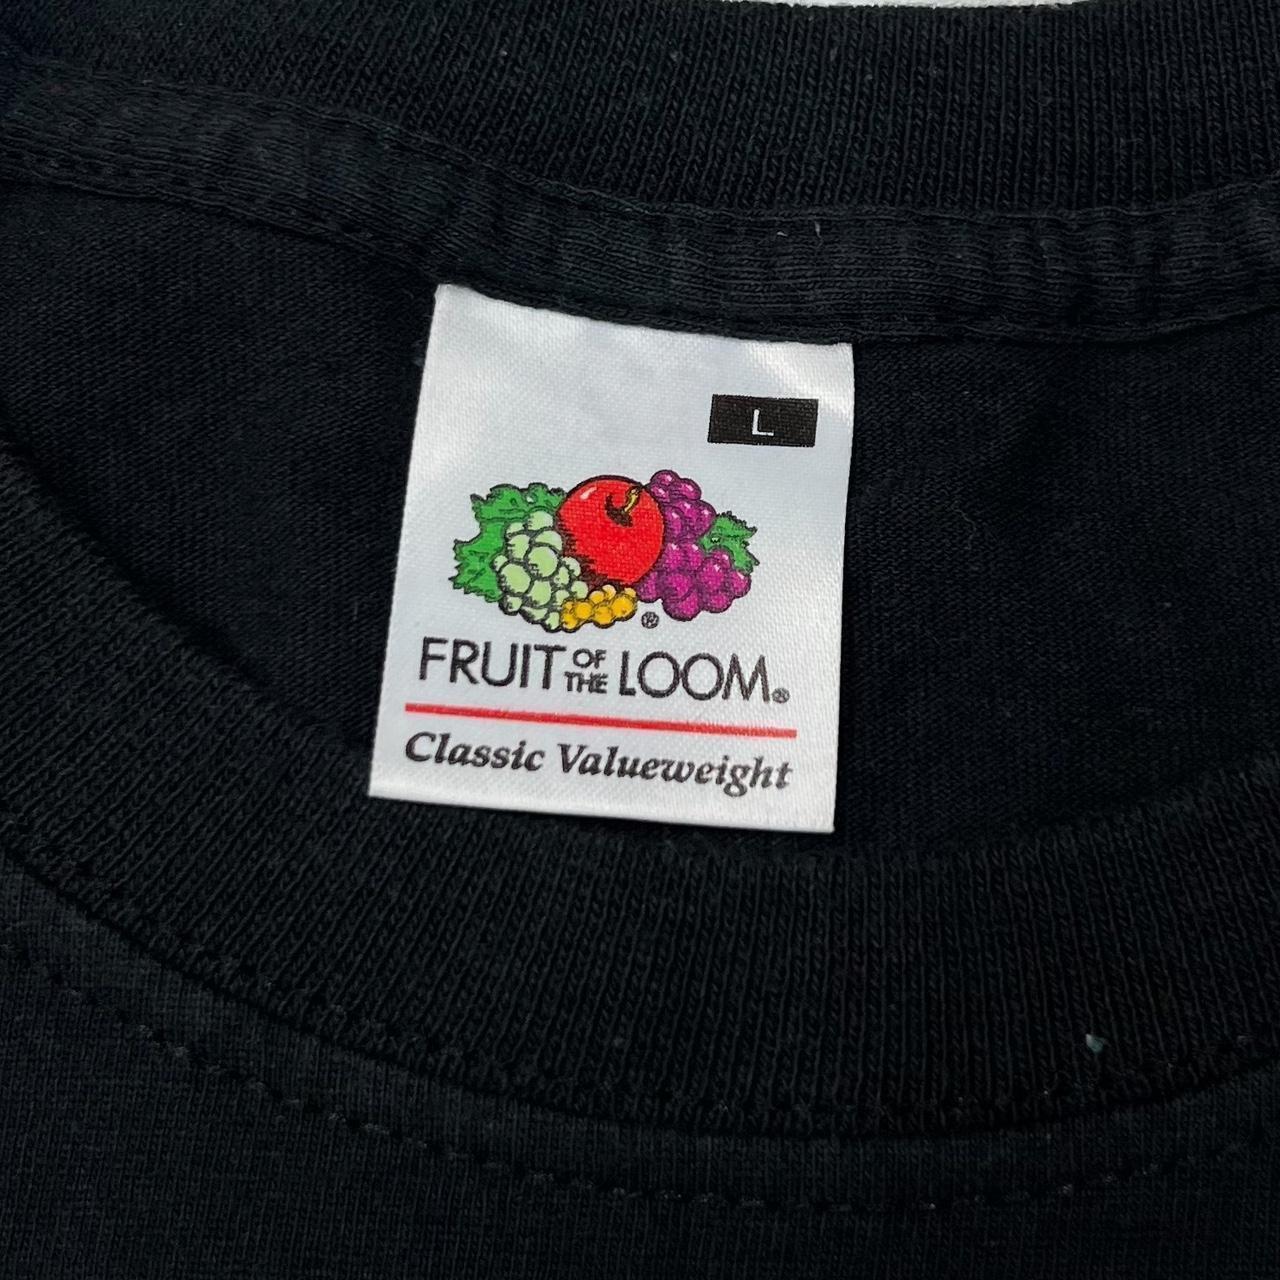 L
®
FRUIT OF THE LOOM®
Classic Valueweight